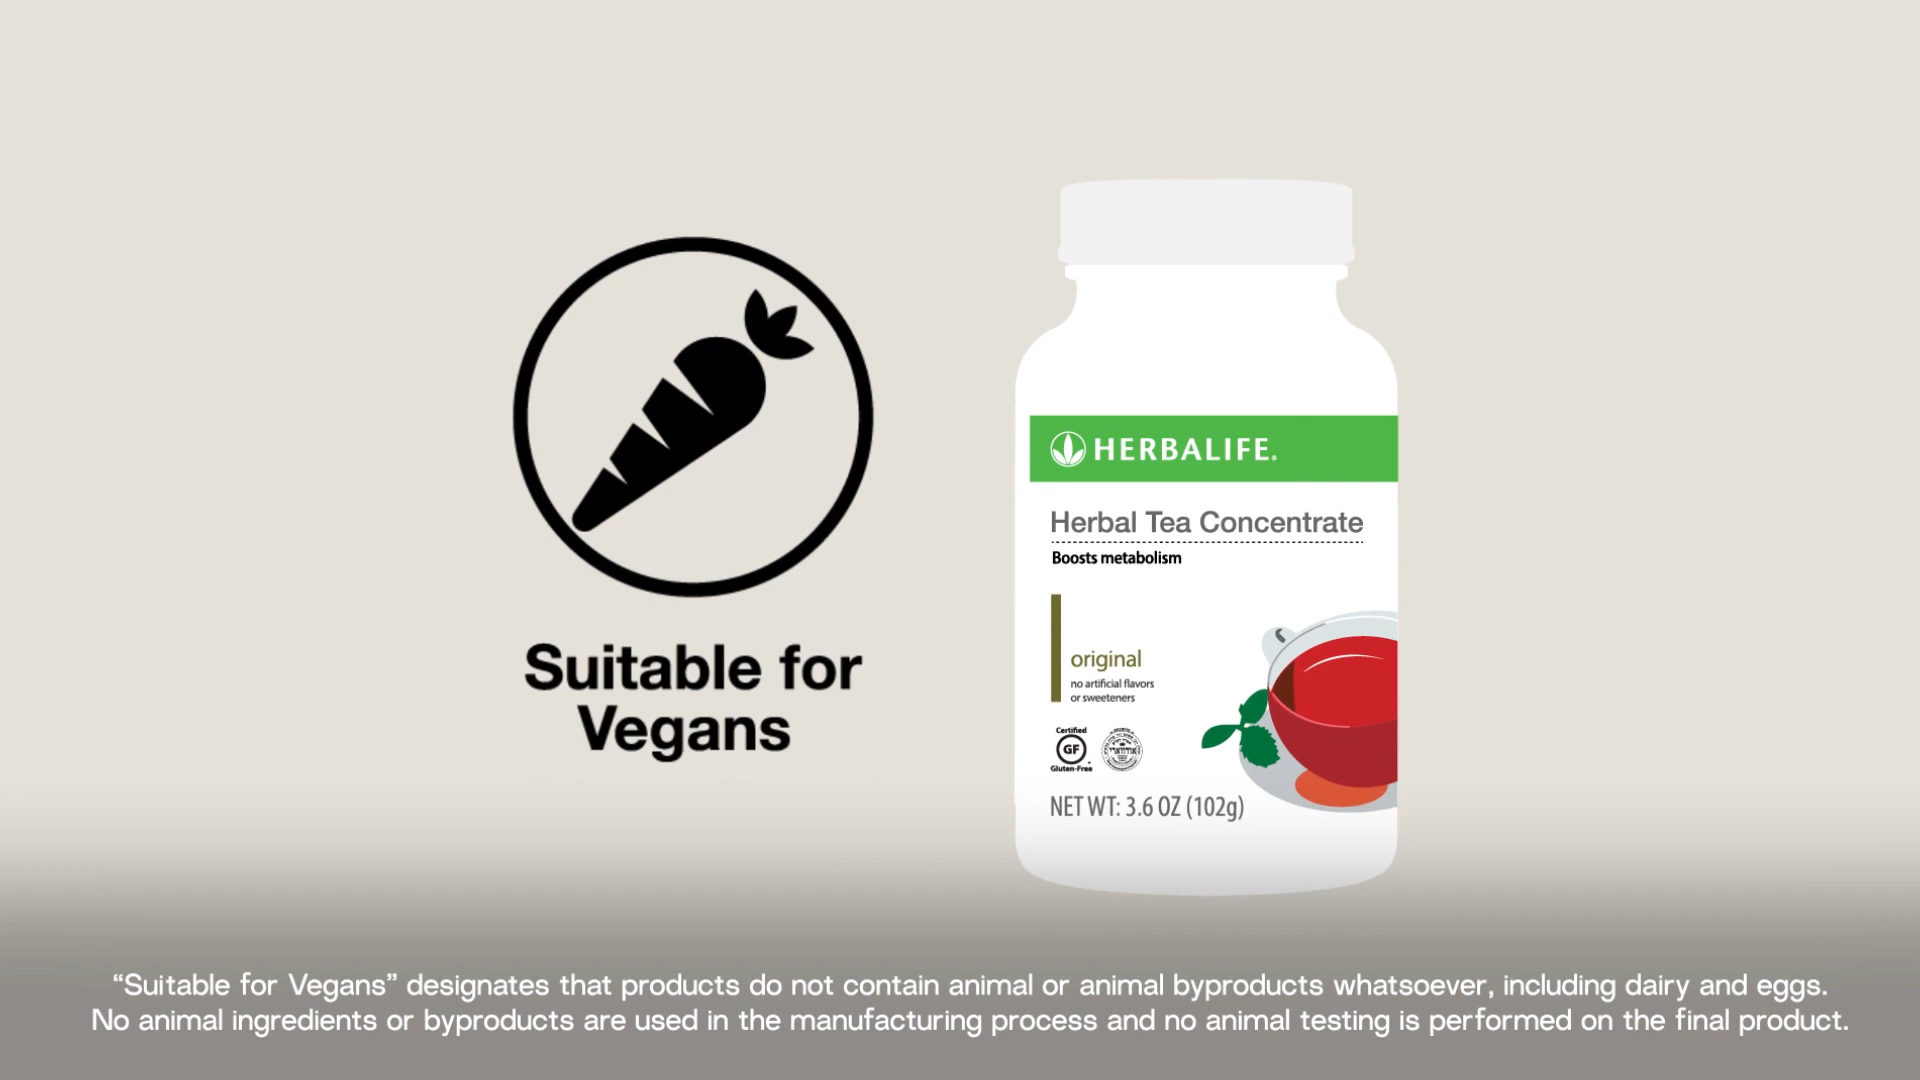 Suitable for
Vegans
HERBALIFE.
Herbal Tea Concentrate
Boosts metabolism
original
no artificial flavors
or sweeteners
Certified
GF
Gluten-Free
NET WT: 3.6 OZ (102g)
“Suitable for Vegans” designates that products do not contain animal or animal byproducts whatsoever, including dairy and eggs.
No animal ingredients or byproducts are used in the manufacturing process and no animal testing is performed on the final product.